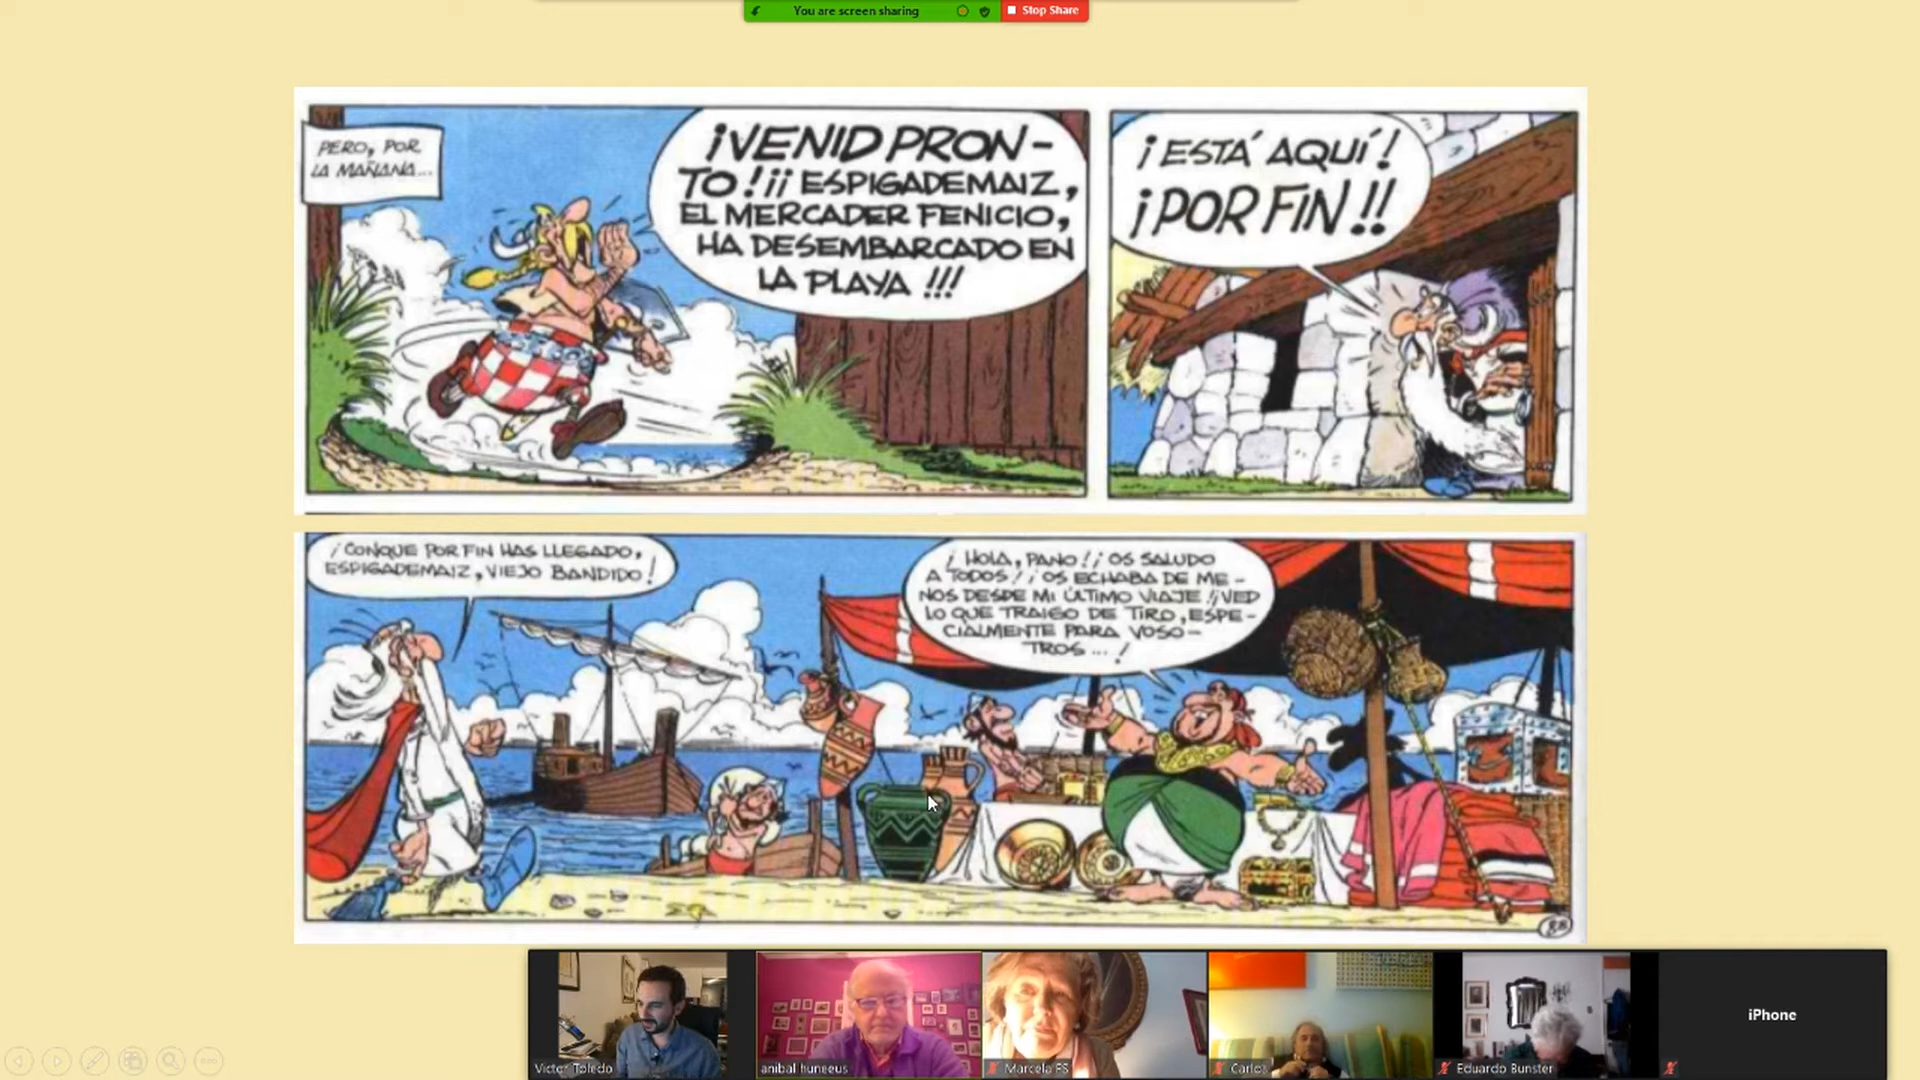 You are screen sharing
Stop Share
PERO, POR
LA MAÑANA...
¡VENID PRON-
TO! ¡¡ ESPIGADEMAIZ,
EL MERCADER FENICIO,
HA DESEMBARCADO EN
LA PLAYA !!!
¡ESTÁ AQUÍ!
¡POR FIN!!
¡CONQUE POR FIN HAS LLEGADO,
ESPIGADEMAIZ, VIEJO BANDIDO!
¡HOLA, PANO! ¡OS SALUDO
A TODOS! ¡OS ECHABA DE ME-
NOS DESDE MI ÚLTIMO VIAJE! ¡VED
LO QUE TRAIGO DE TIRO, ESPE-
CIALMENTE PARA VOSO-
TROS...!
Victor Toledo
anibal huneeus
Marcela FS
Carlos
Eduardo Bunster
iPhone